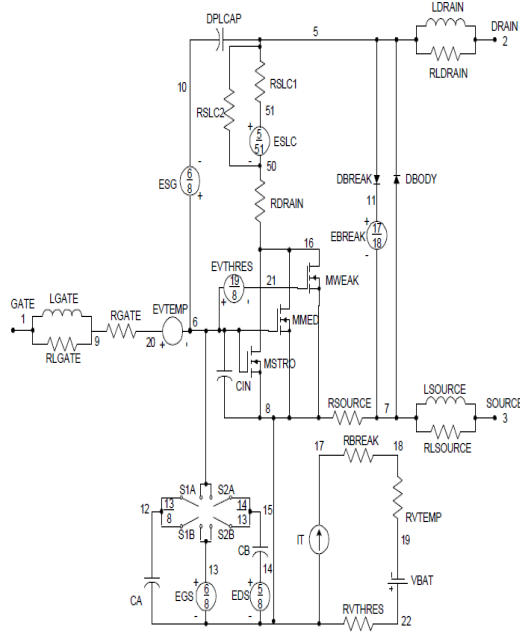 LDRAIN
DPLCAP 5 DRAIN
2
10 RSLC1 RLDRAIN
RSLC2 51
+ 5 ESLC
51
- 50
- DBREAK DBODY
ESG 6
8 RDRAIN 11
+
+ 17
EBREAK 18
-
16
EVTHRES
+ 19 - 21 MWEAK
8
LGATE
GATE RGATE EVTEMP
1 6 MMED
9 20 + -
RLGATE
MSTRO
CIN LSOURCE
8 RSOURCE 7 SOURCE
3
RLSOURCE
17 RBREAK 18
S1A S2A
12 13 14 15
8 13
S1B S2B RVTEMP
CB 19
13 14 IT
CA + + VBAT
EGS 6 EDS 5
8 8
- - RVTHRES
22